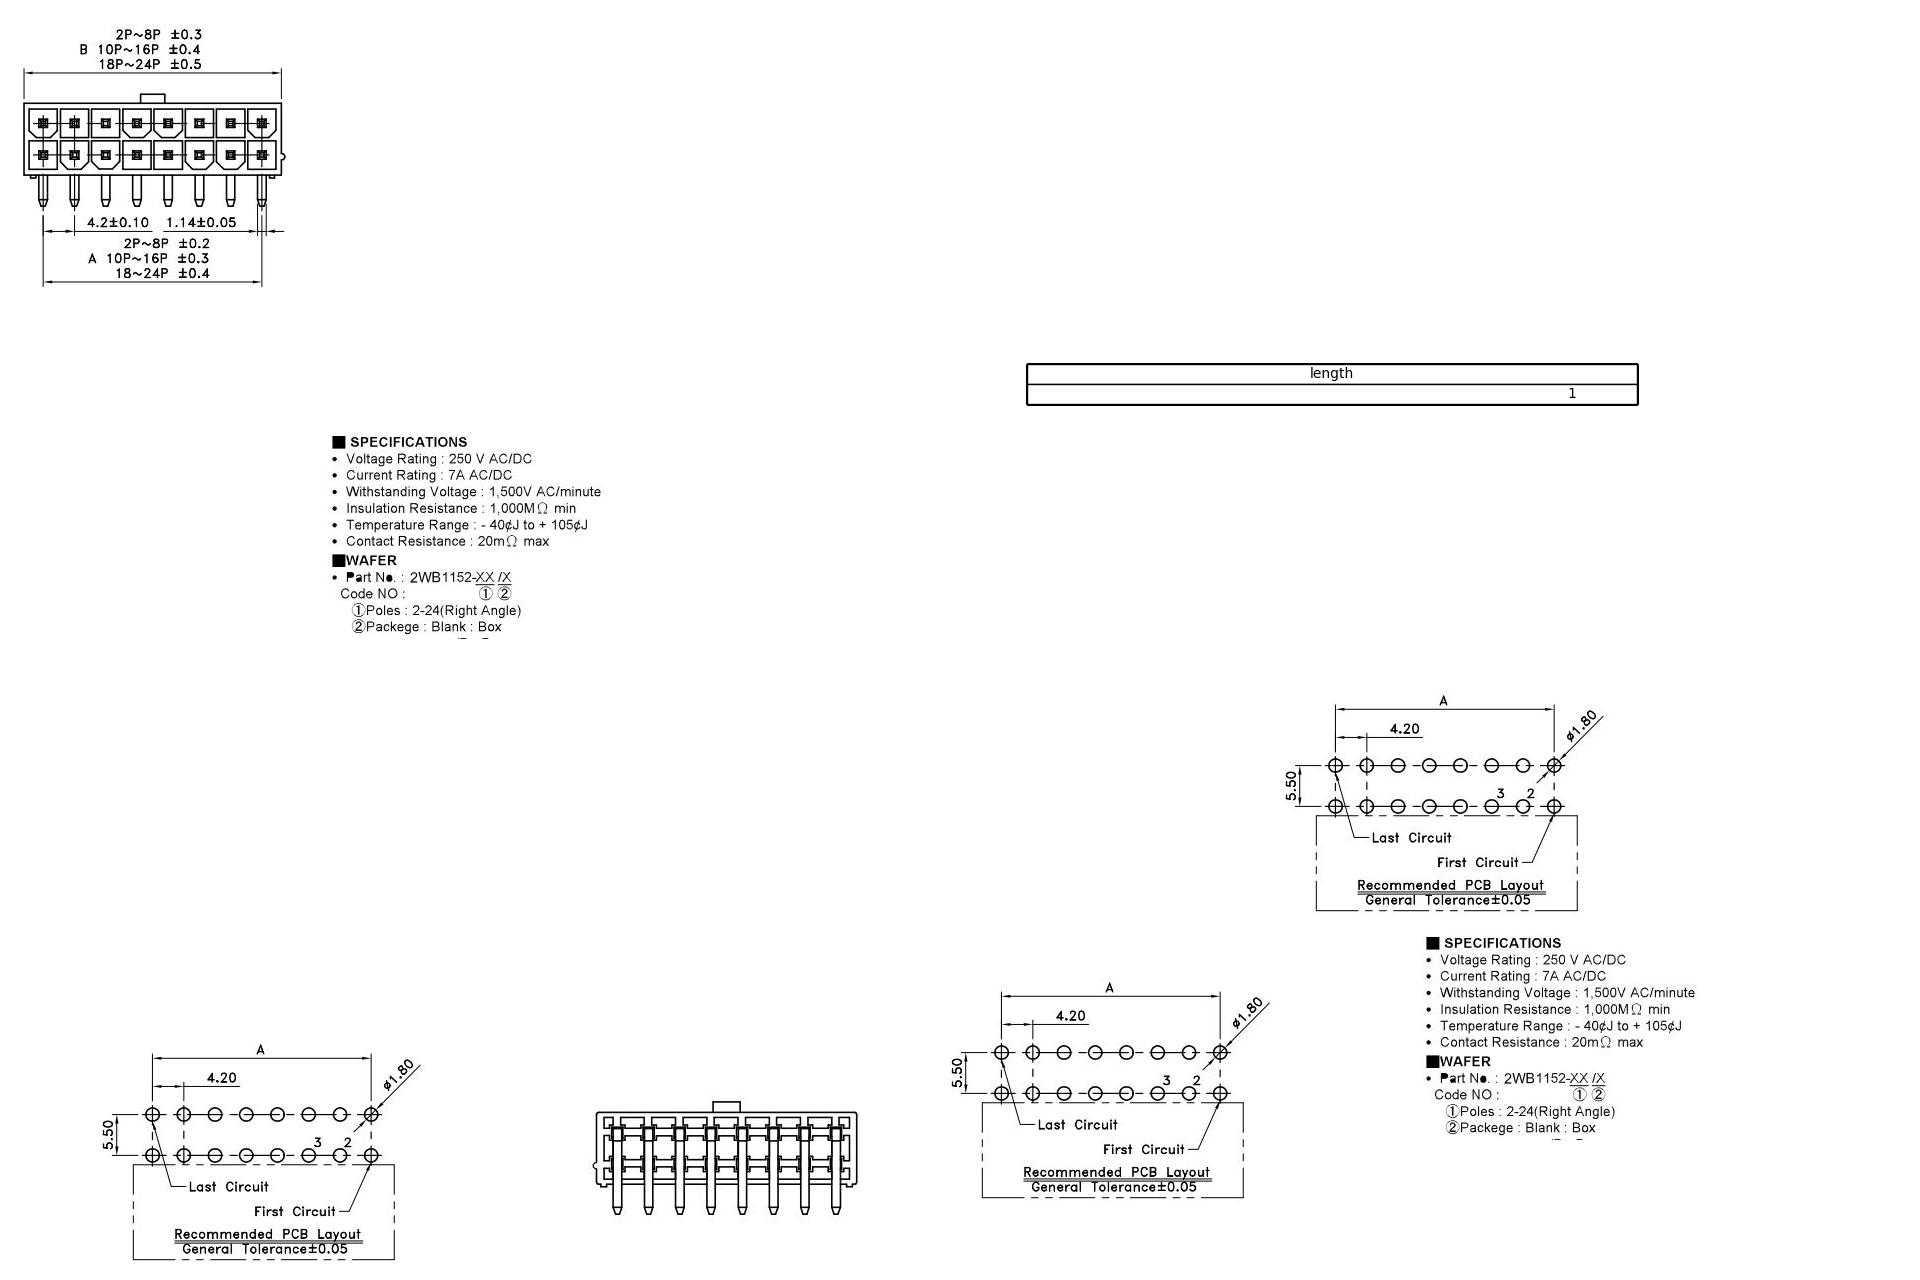 2P~8P ±0.3
B 10P~16P ±0.4
18P~24P ±0.5
4.2±0.10 1.14±0.05
2P~8P ±0.2
A 10P~16P ±0.3
18~24P ±0.4
length
1
■ SPECIFICATIONS
• Voltage Rating : 250 V AC/DC
• Current Rating : 7A AC/DC
• Withstanding Voltage : 1,500V AC/minute
• Insulation Resistance : 1,000MΩ min
• Temperature Range : - 40¢J to + 105¢J
• Contact Resistance : 20mΩ max
■WAFER
• Part No. : 2WB1152-XX /X
Code NO : ① ②
①Poles : 2-24(Right Angle)
②Packege : Blank : Box
A
4.20
ø1.80
5.50
3 2
Last Circuit
First Circuit
Recommended PCB Layout
General Tolerance±0.05
■ SPECIFICATIONS
• Voltage Rating : 250 V AC/DC
• Current Rating : 7A AC/DC
• Withstanding Voltage : 1,500V AC/minute
• Insulation Resistance : 1,000MΩ min
• Temperature Range : - 40¢J to + 105¢J
• Contact Resistance : 20mΩ max
■WAFER
• Part No. : 2WB1152-XX /X
Code NO : ① ②
①Poles : 2-24(Right Angle)
②Packege : Blank : Box
A
4.20
ø1.80
5.50
3 2
Last Circuit
First Circuit
Recommended PCB Layout
General Tolerance±0.05
A
4.20
ø1.80
5.50
3 2
Last Circuit
First Circuit
Recommended PCB Layout
General Tolerance±0.05